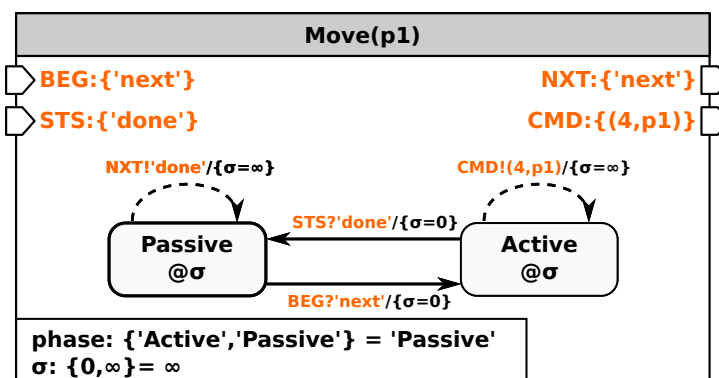 Move(p1)
BEG:{'next'} NXT:{'next'}
STS:{'done'} CMD:{(4,p1)}
NXT!'done'/{σ=∞} CMD!(4,p1)/{σ=∞}
STS?'done'/{σ=0}
Passive Active
@σ @σ
BEG?'next'/{σ=0}
phase: {'Active','Passive'} = 'Passive'
σ: {0,∞}= ∞